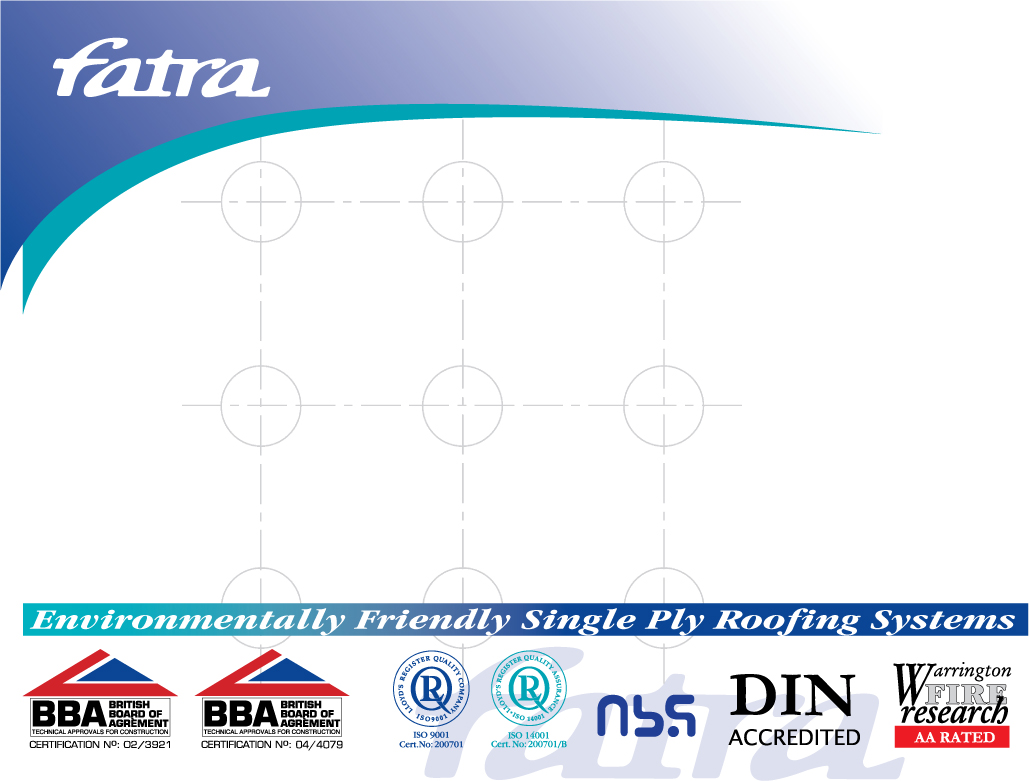 fatra
Environmentally Friendly Single Ply Roofing Systems
BBA BRITISH BOARD OF AGRÉMENT
TECHNICAL APPROVALS FOR CONSTRUCTION
CERTIFICATION Nº: 02/3921
BBA BRITISH BOARD OF AGRÉMENT
TECHNICAL APPROVALS FOR CONSTRUCTION
CERTIFICATION Nº: 04/4079
LLOYD'S REGISTER QUALITY COMPANY
R
ISO9001
ISO 9001
Cert. No: 200701
LLOYD'S REGISTER QUALITY ASSURANCE
R
ISO 14001
ISO 14001
Cert. No: 200701/B
nbs
DIN
ACCREDITED
Warrington
FIRE
research
AA RATED
fatra